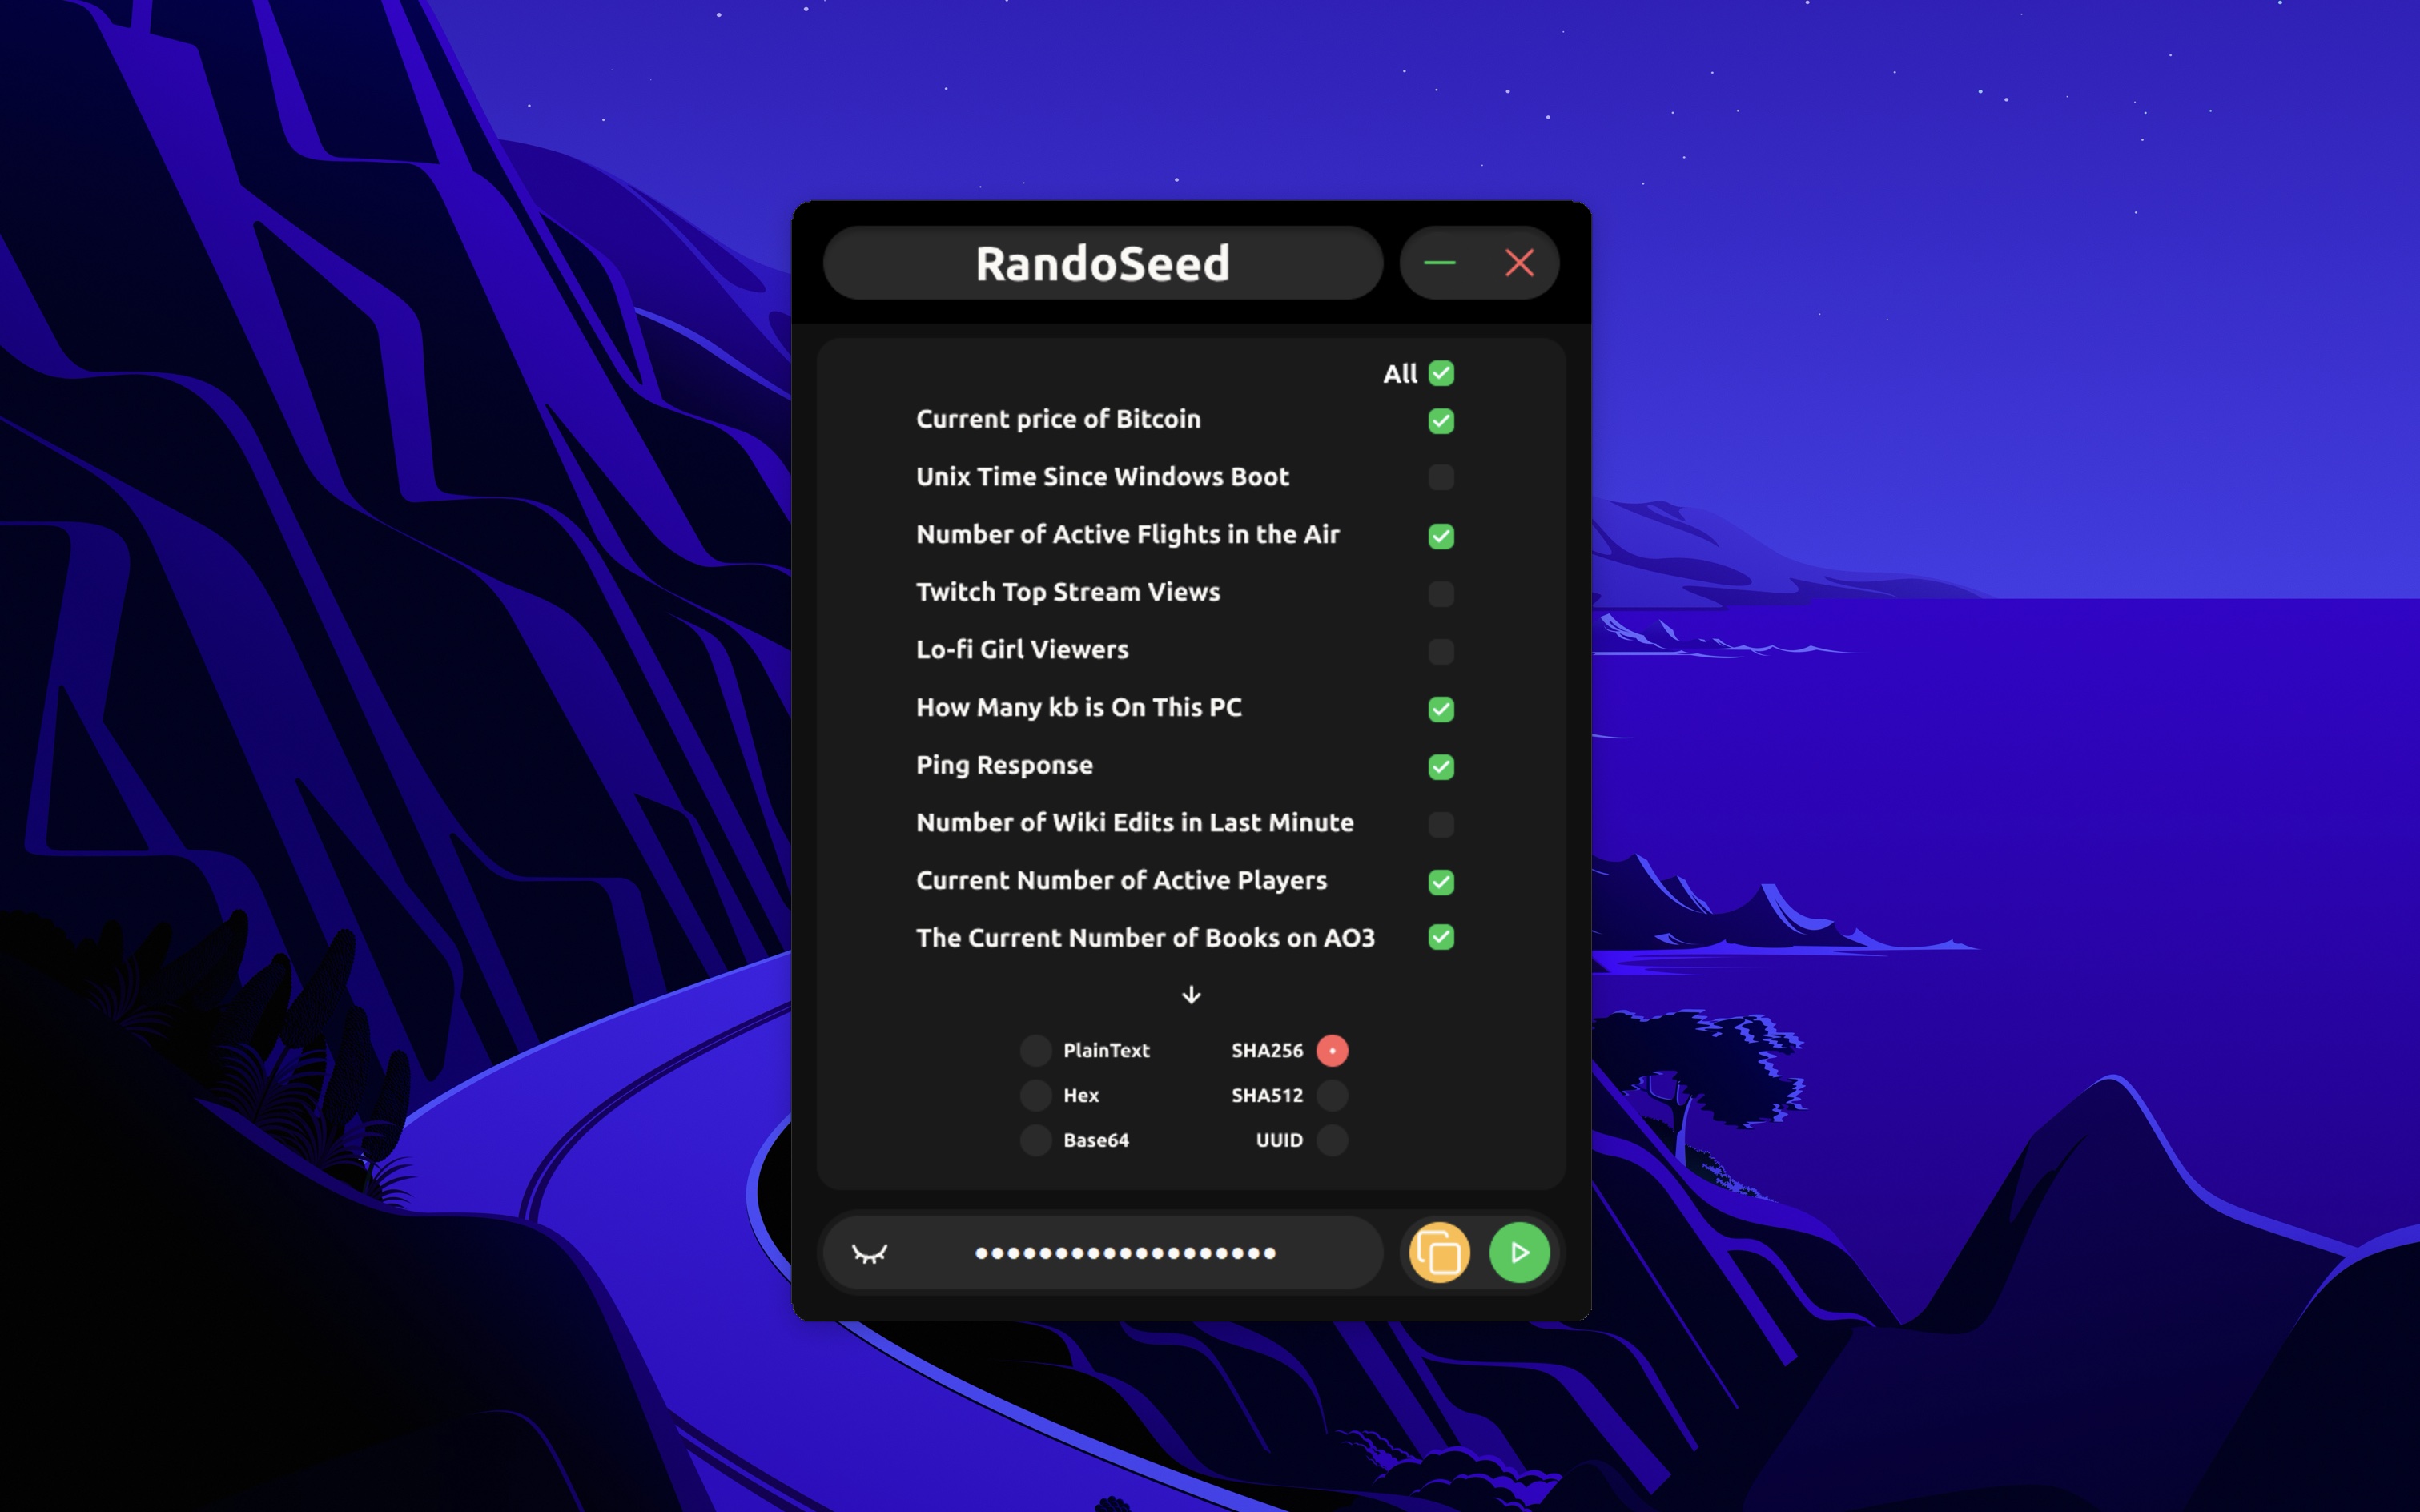 RandoSeed
All
Current price of Bitcoin
Unix Time Since Windows Boot
Number of Active Flights in the Air
Twitch Top Stream Views
Lo-fi Girl Viewers
How Many kb is On This PC
Ping Response
Number of Wiki Edits in Last Minute
Current Number of Active Players
The Current Number of Books on AO3
PlainText SHA256
Hex SHA512
Base64 UUID